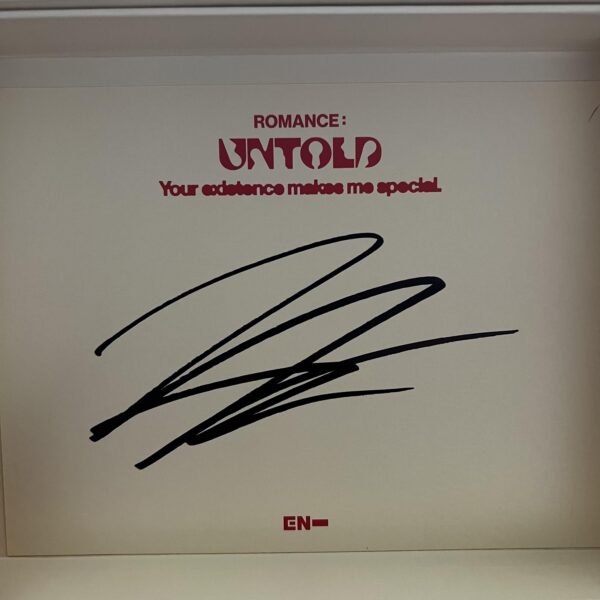 ROMANCE:
UNTOLD
Your existence makes me special.
EN-